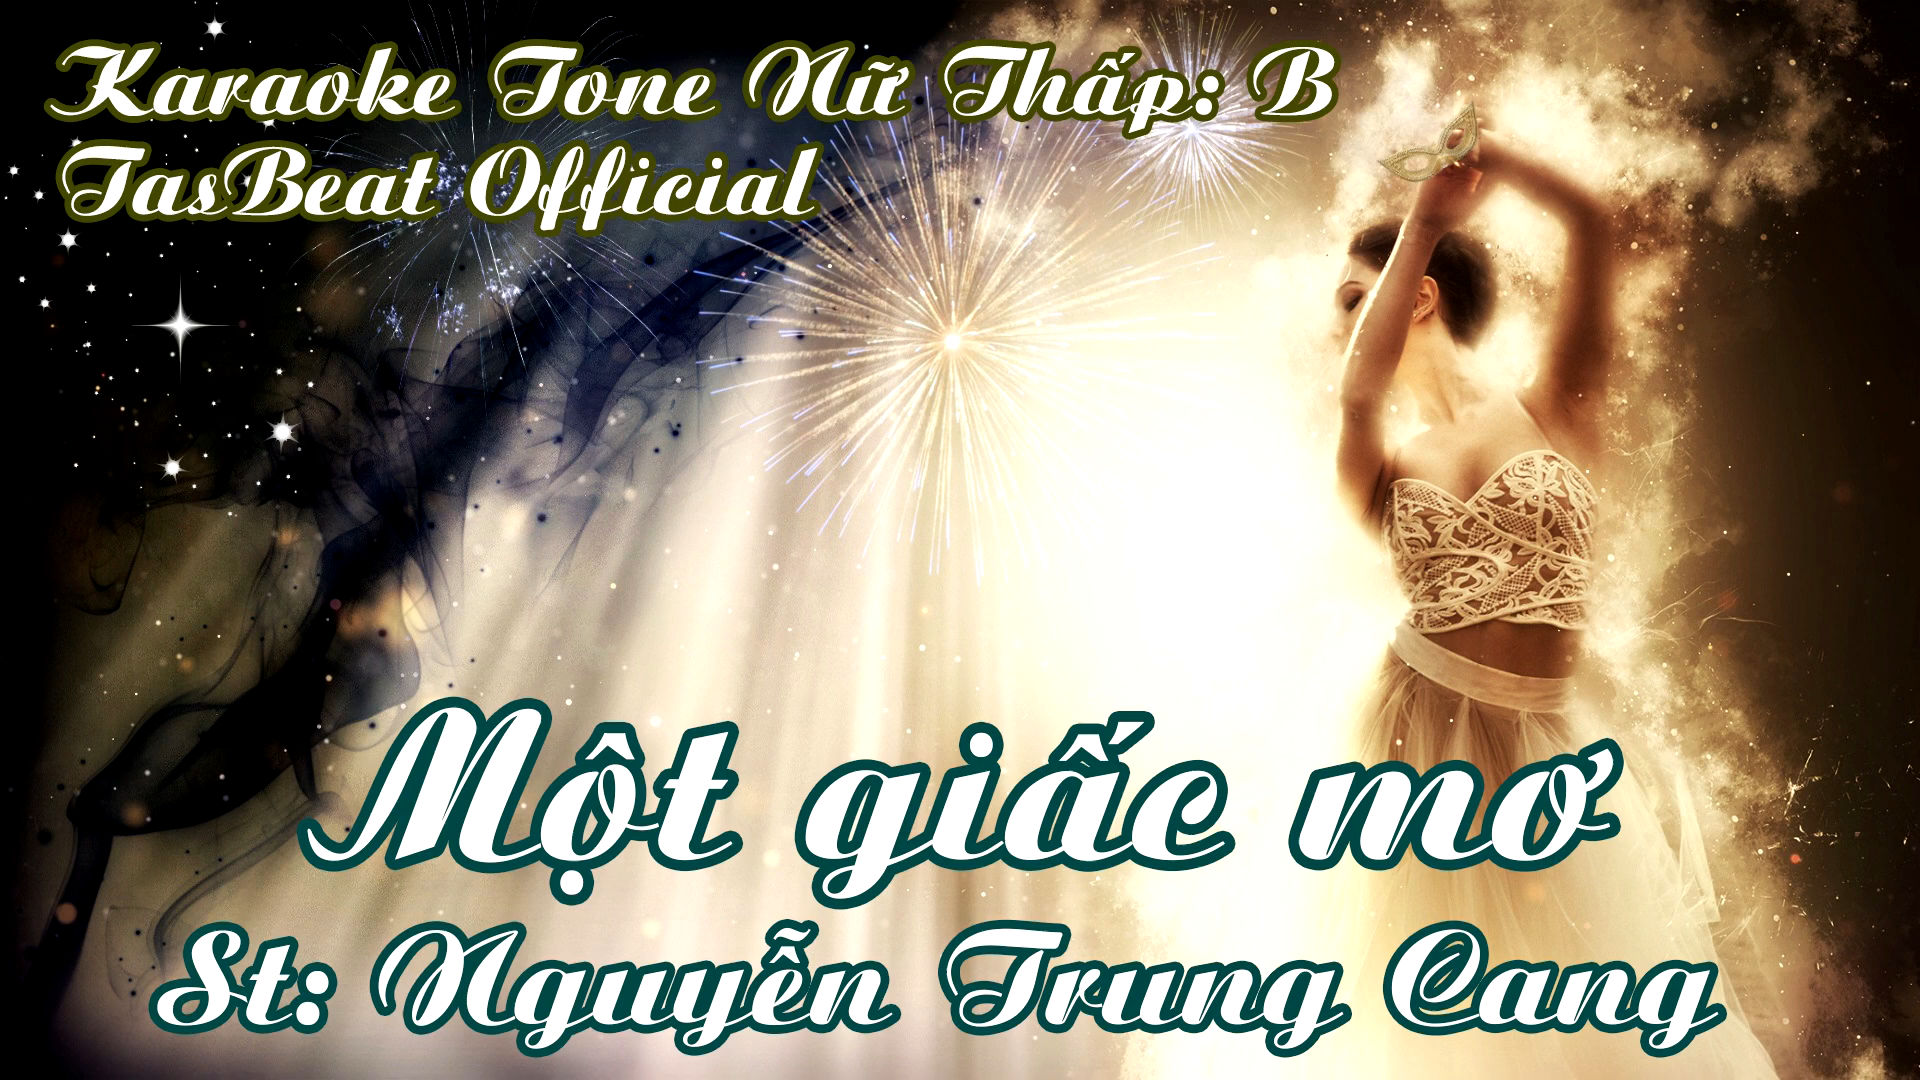 Karaoke Tone Nữ Thấp: B
TasBeat Official
Một giấc mơ
St: Nguyễn Trung Cang